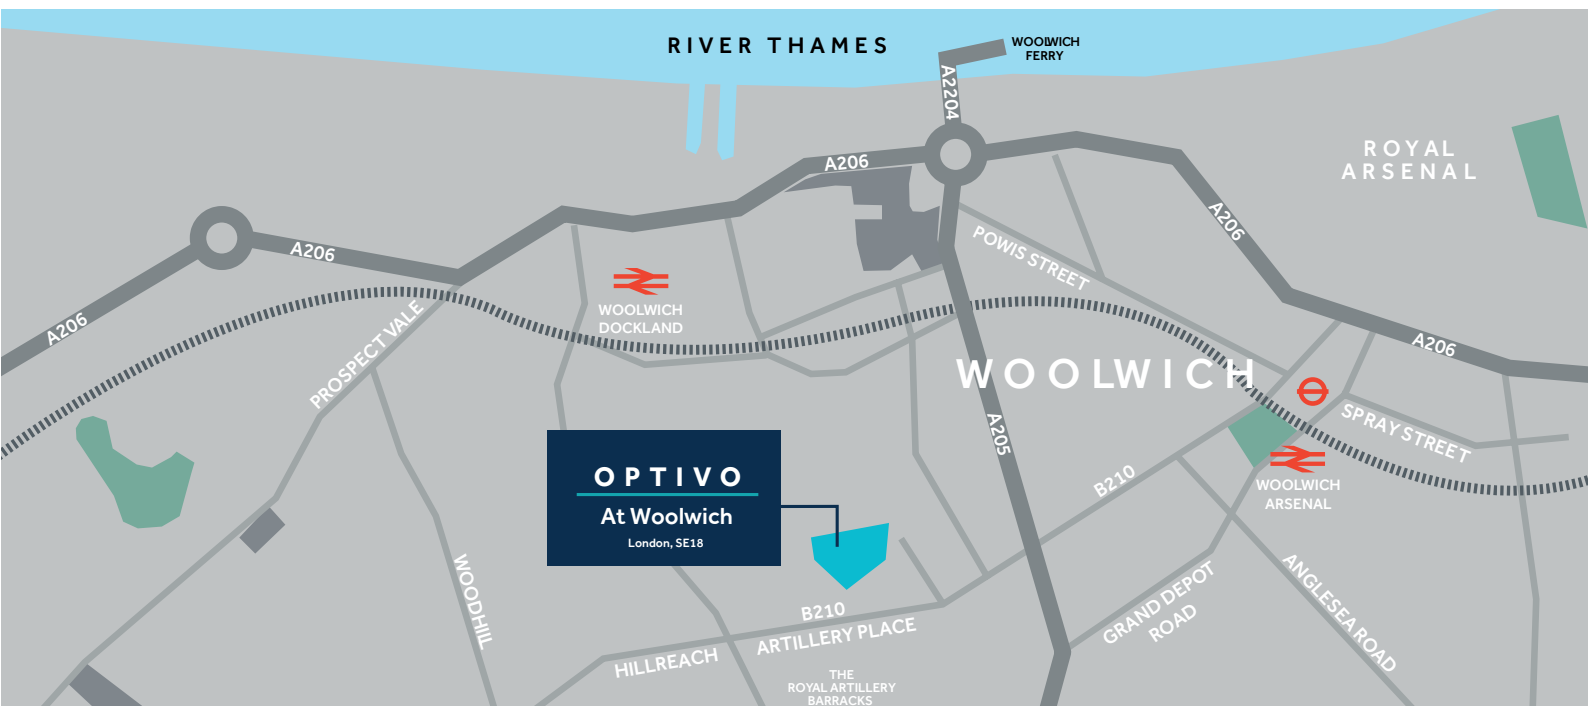 RIVER THAMES
WOOLWICH
FERRY
A2204
ROYAL
ARSENAL
A206
A206
A206
A206
POWIS STREET
WOOLWICH
DOCKLAND
PROSPECT VALE
A206
WOOLWICH
A205
SPRAY STREET
OPTIVO
At Woolwich
London, SE18
B210
WOOLWICH
ARSENAL
WOODHILL
B210
ARTILLERY PLACE
HILLREACH
GRAND DEPOT
ROAD
ANGLESEA ROAD
THE
ROYAL ARTILLERY
BARRACKS